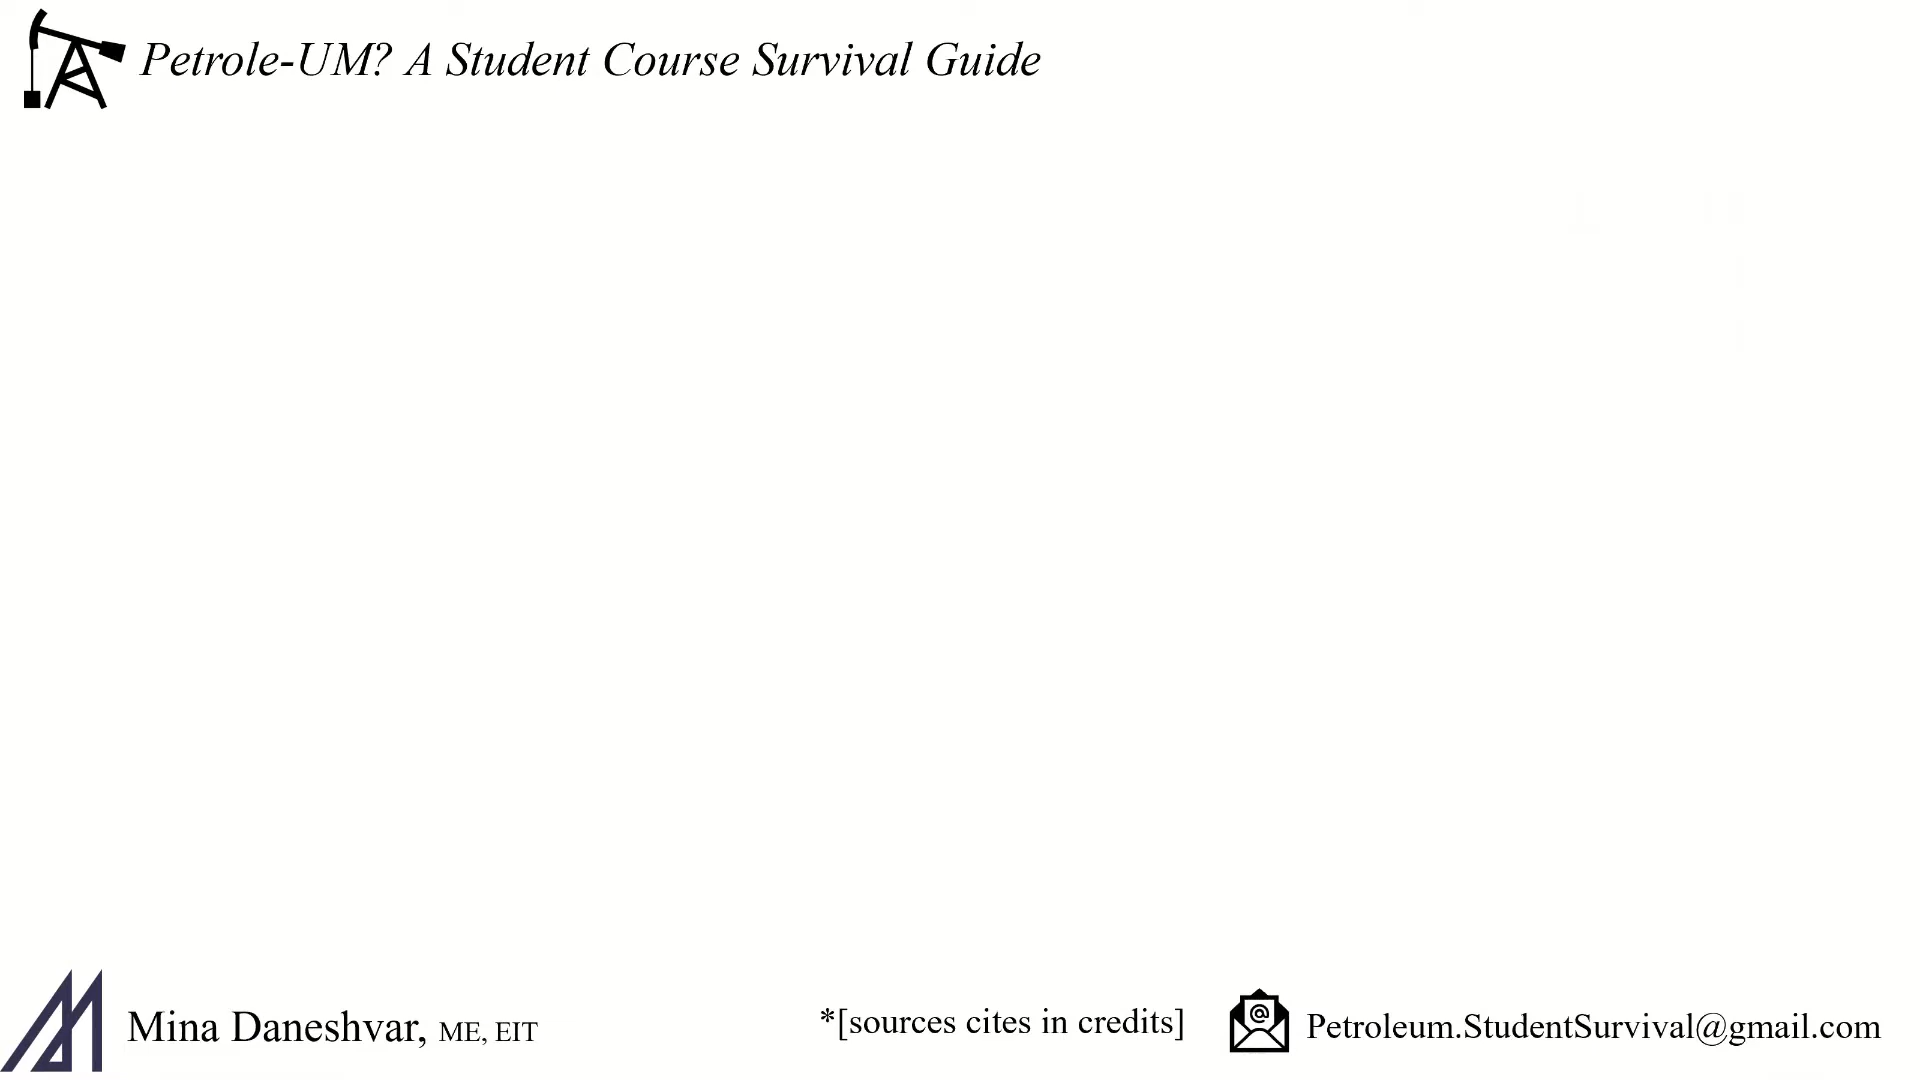 Petrole-UM? A Student Course Survival Guide
Mina Daneshvar, ME, EIT
*[sources cites in credits]
Petroleum.StudentSurvival@gmail.com